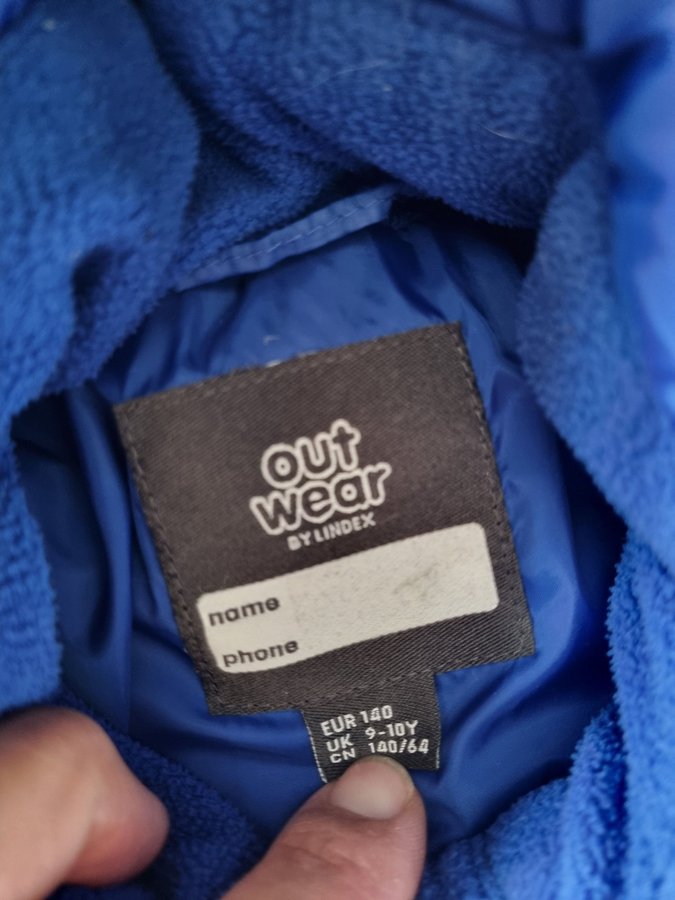 out
wear
BY LINDEX
name
phone
EUR 140
UK 9-10Y
CN 140/64